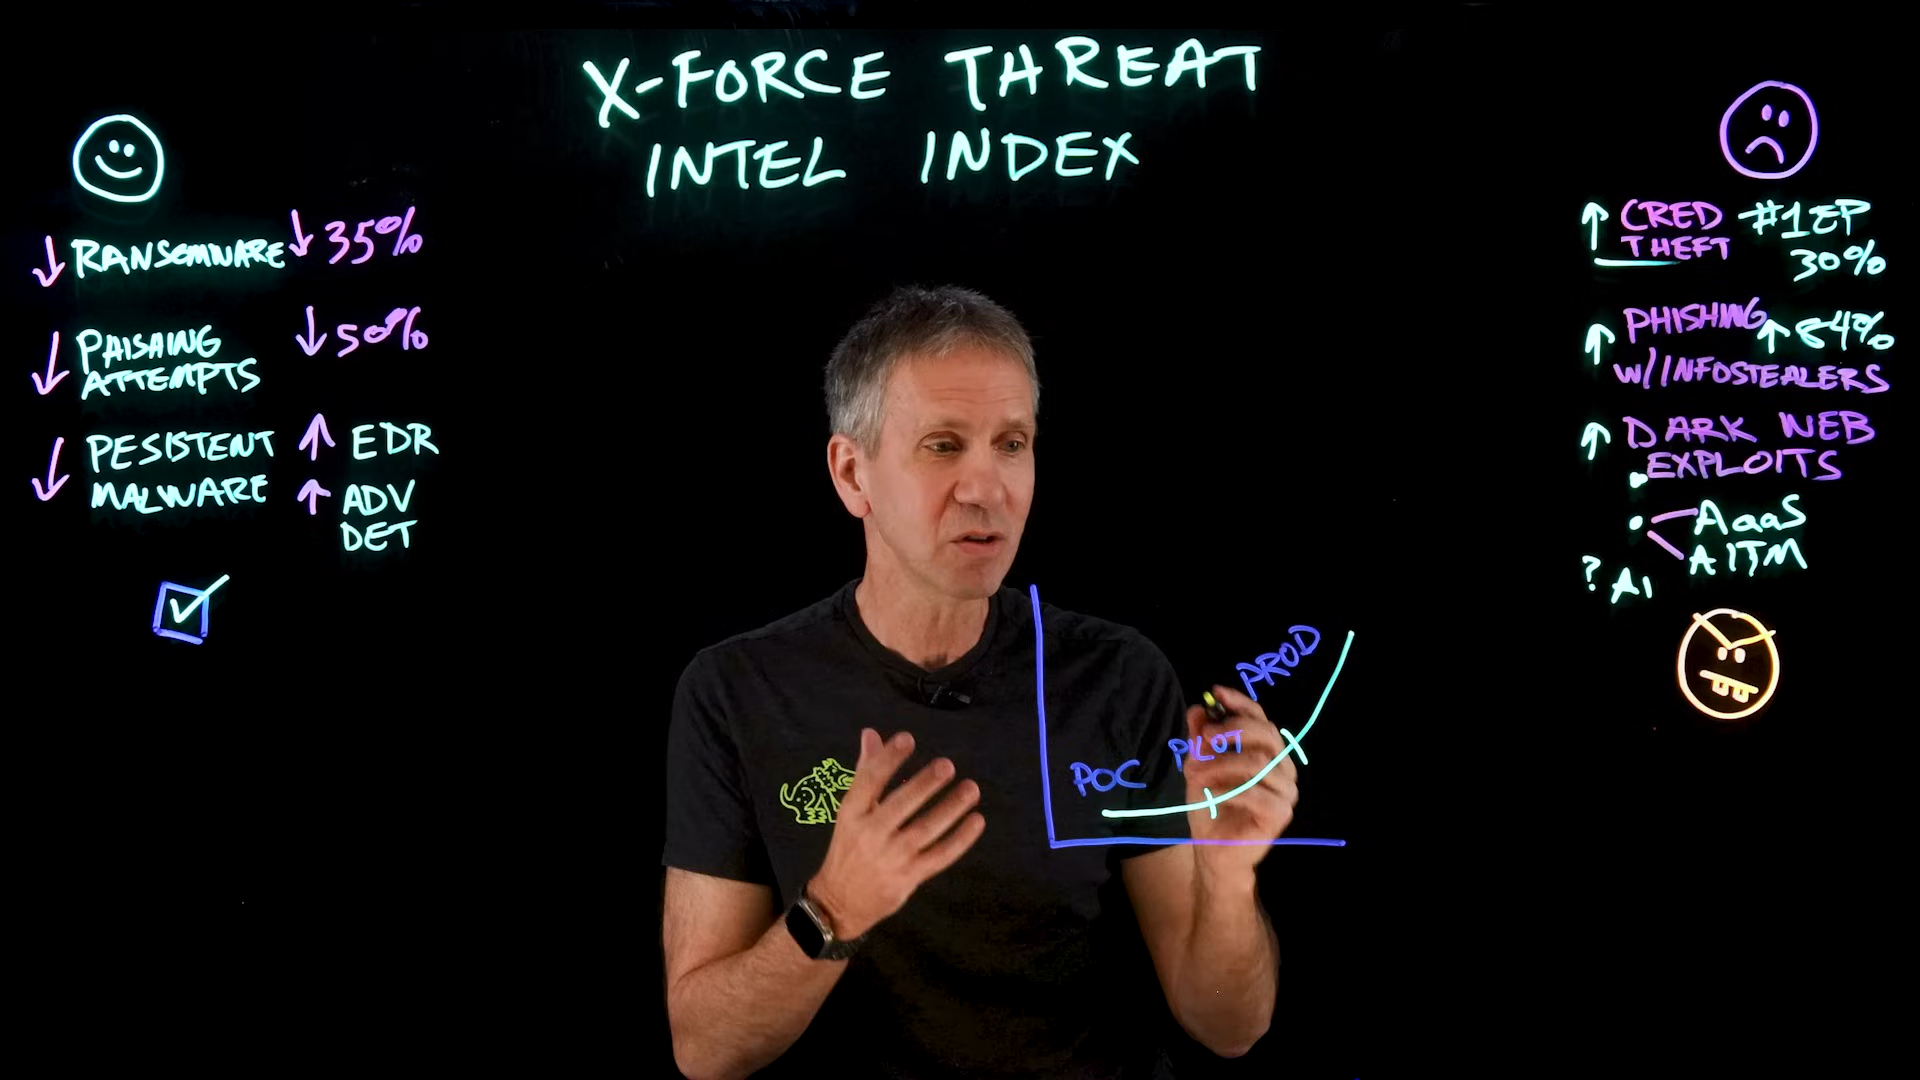 X-FORCE THREAT
INTEL INDEX
↓ RANSOMWARE ↓ 35%
↓ PHISHING ↓ 50%
ATTEMPTS
↓ PESISTENT ↑ EDR
MALWARE ↑ ADV
DET
↑ CRED #1 EP
THEFT 30%
↑ PHISHING ↑ 84%
W/INFOSTEALERS
↑ DARK WEB
EXPLOITS
AaaS
AITM
? AI
PROD
PILOT
POC